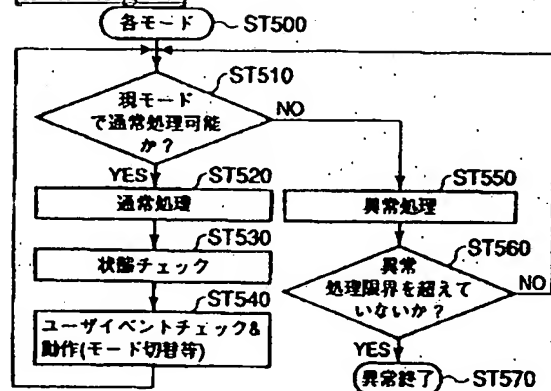 各モード
ST500
ST510
現モード
で通常処理可能
か？
NO
YES
ST520
通常処理
ST550
異常処理
ST530
状態チェック
ST560
異常
処理限界を超えて
いないか？
NO
ST540
ユーザイベントチェック&
動作(モード切替等)
YES
異常終了
ST570